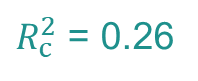 R_c^2 = 0.26